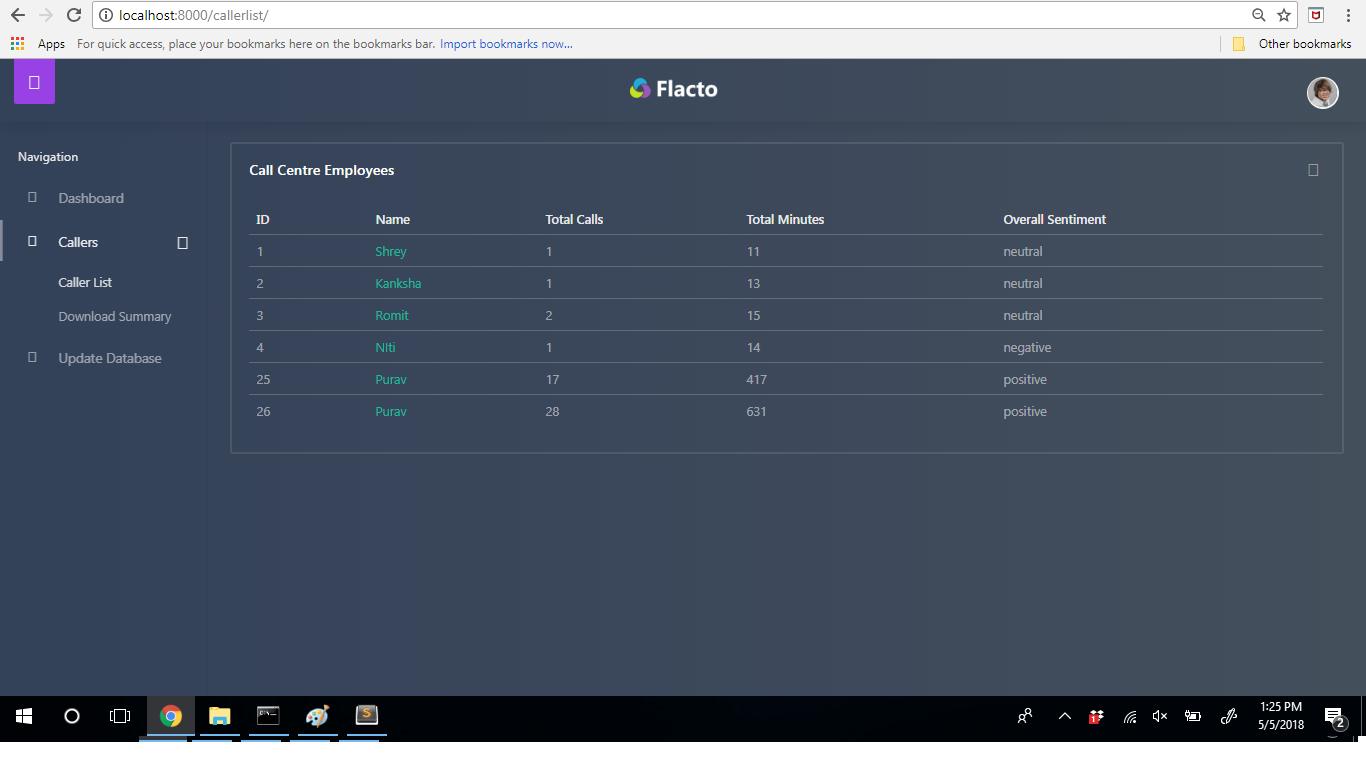 localhost:8000/callerlist/
Apps For quick access, place your bookmarks here on the bookmarks bar. Import bookmarks now... Other bookmarks
Flacto
Navigation
Dashboard
Callers
Caller List
Download Summary
Update Database
Call Centre Employees
ID Name Total Calls Total Minutes Overall Sentiment
1 Shrey 1 11 neutral
2 Kanksha 1 13 neutral
3 Romit 2 15 neutral
4 NIti 1 14 negative
25 Purav 17 417 positive
26 Purav 28 631 positive
1:25 PM
5/5/2018
2